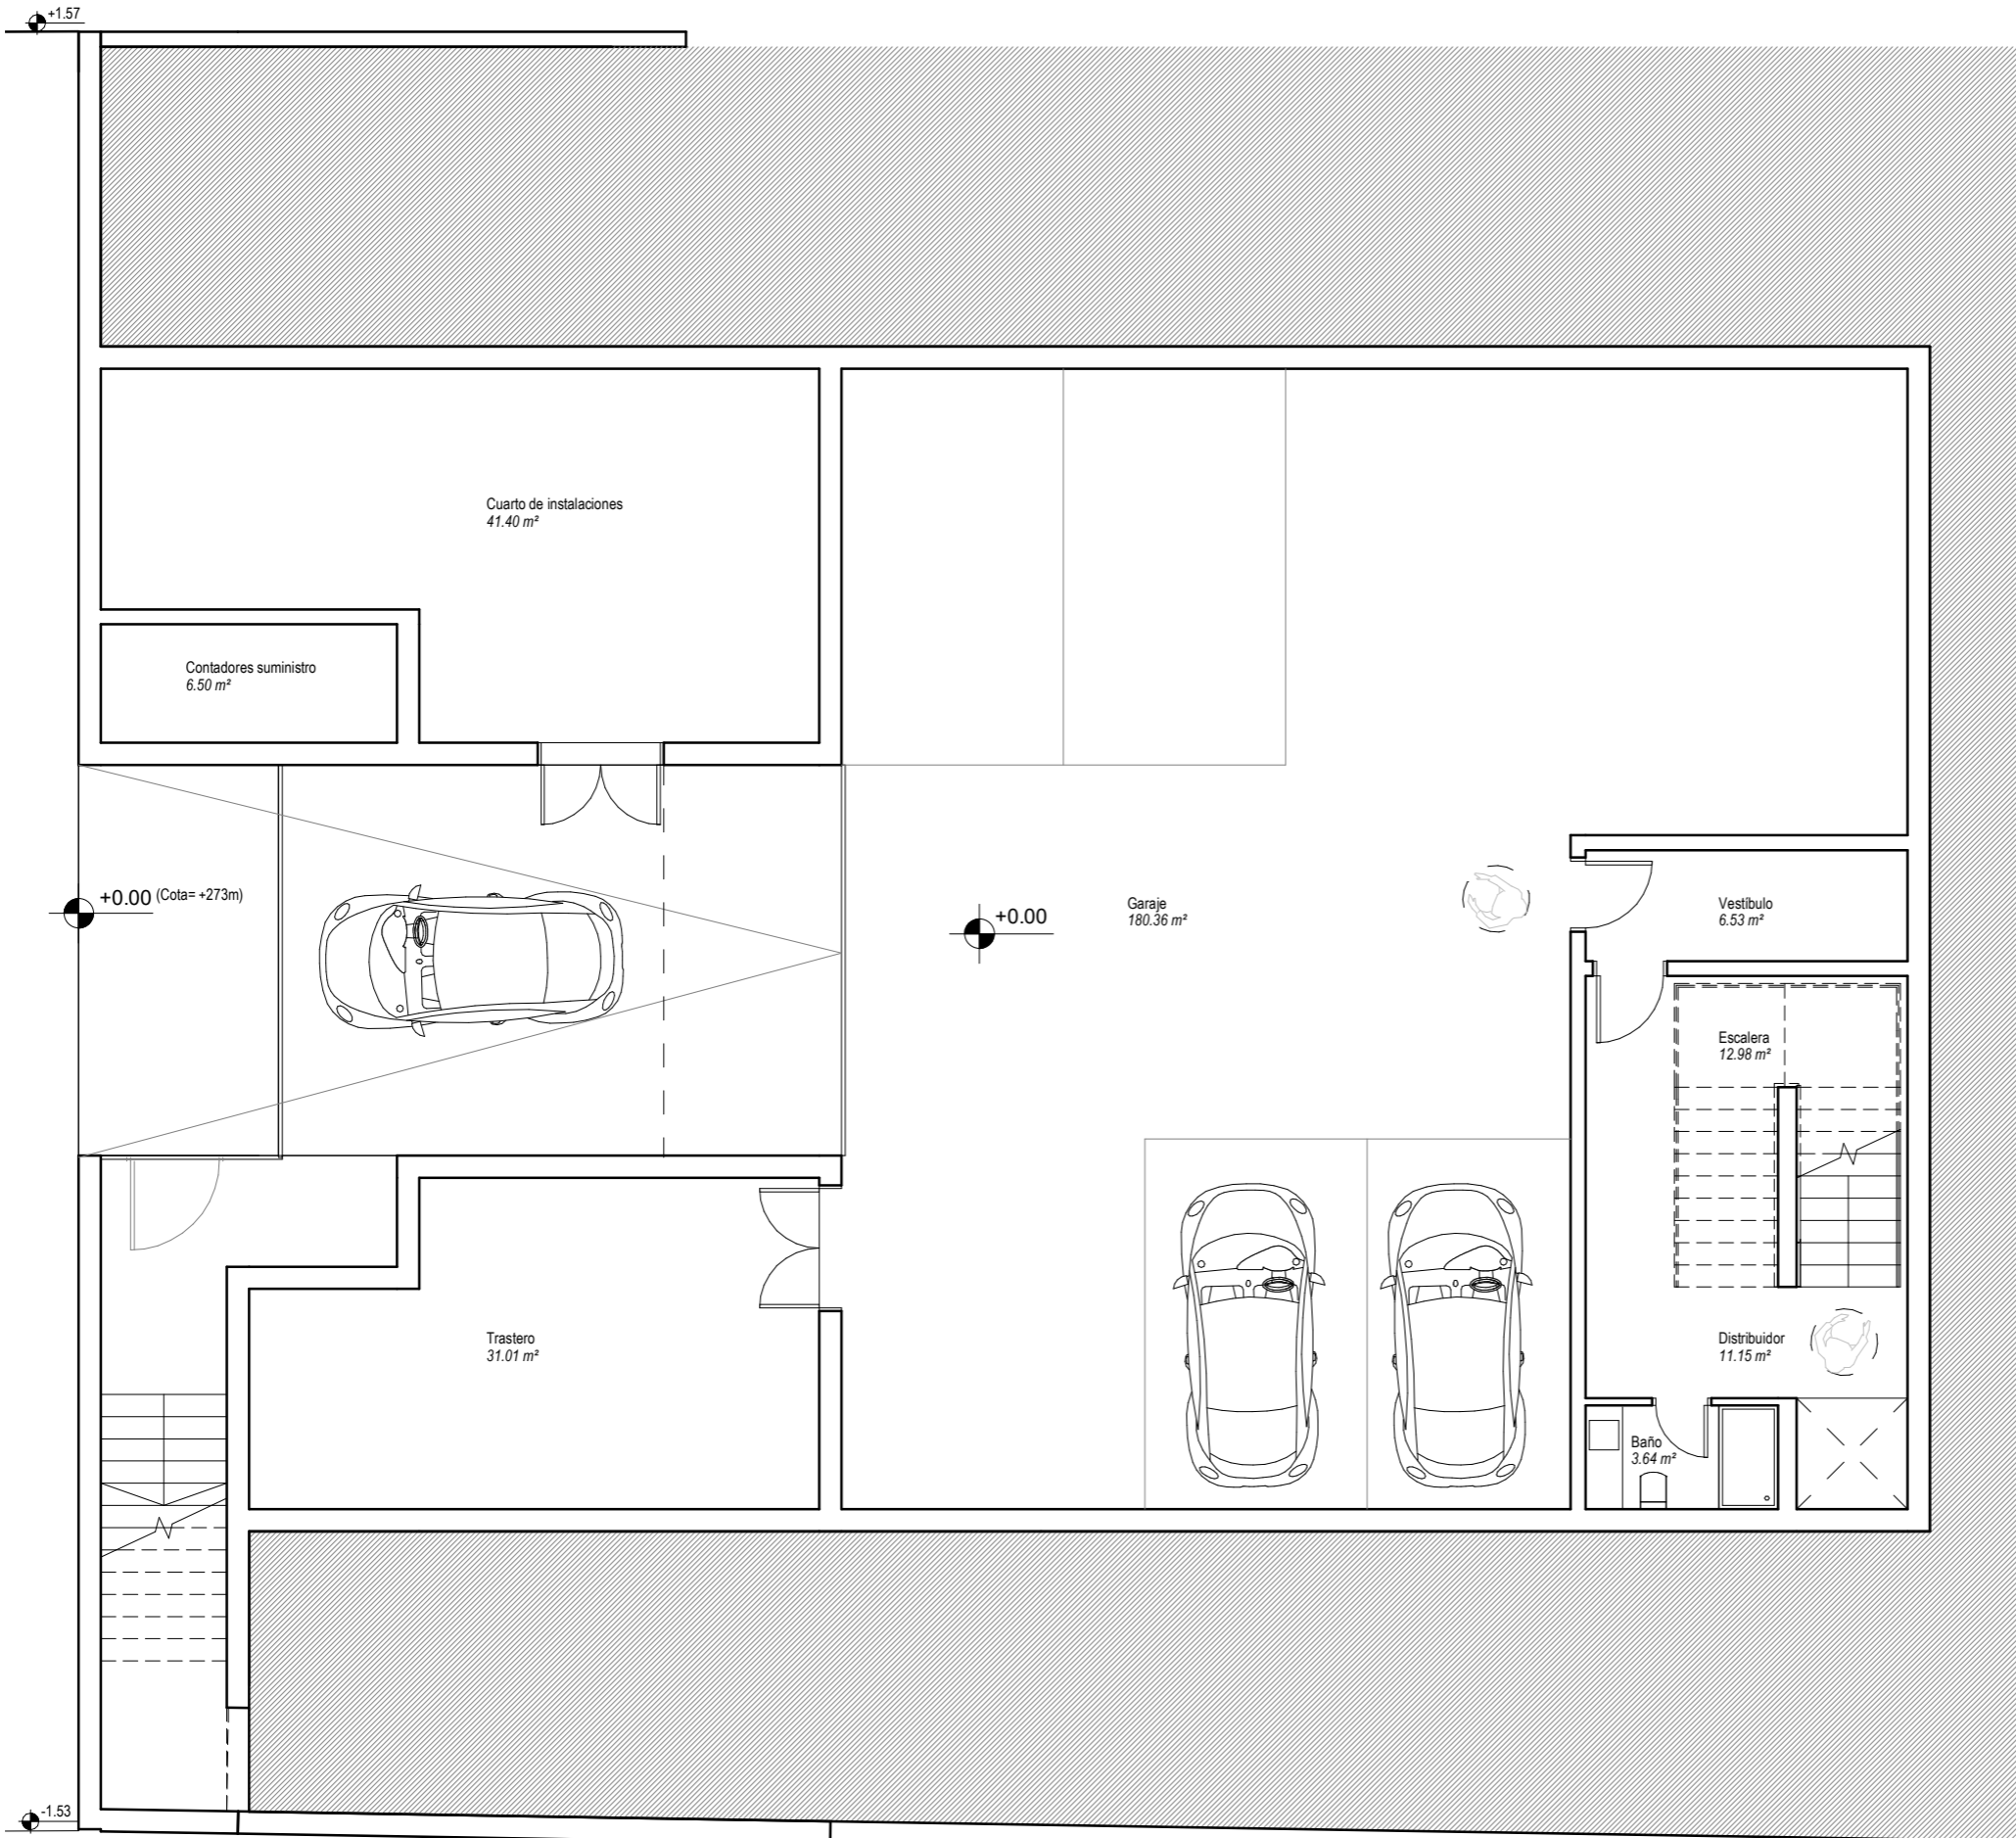 +1.57
Cuarto de instalaciones
41.40 m²
Contadores suministro
6.50 m²
+0.00 (Cota= +273m)
+0.00
Garaje
180.36 m²
Vestíbulo
6.53 m²
Escalera
12.98 m²
Trastero
31.01 m²
Distribuidor
11.15 m²
Baño
3.64 m²
-1.53